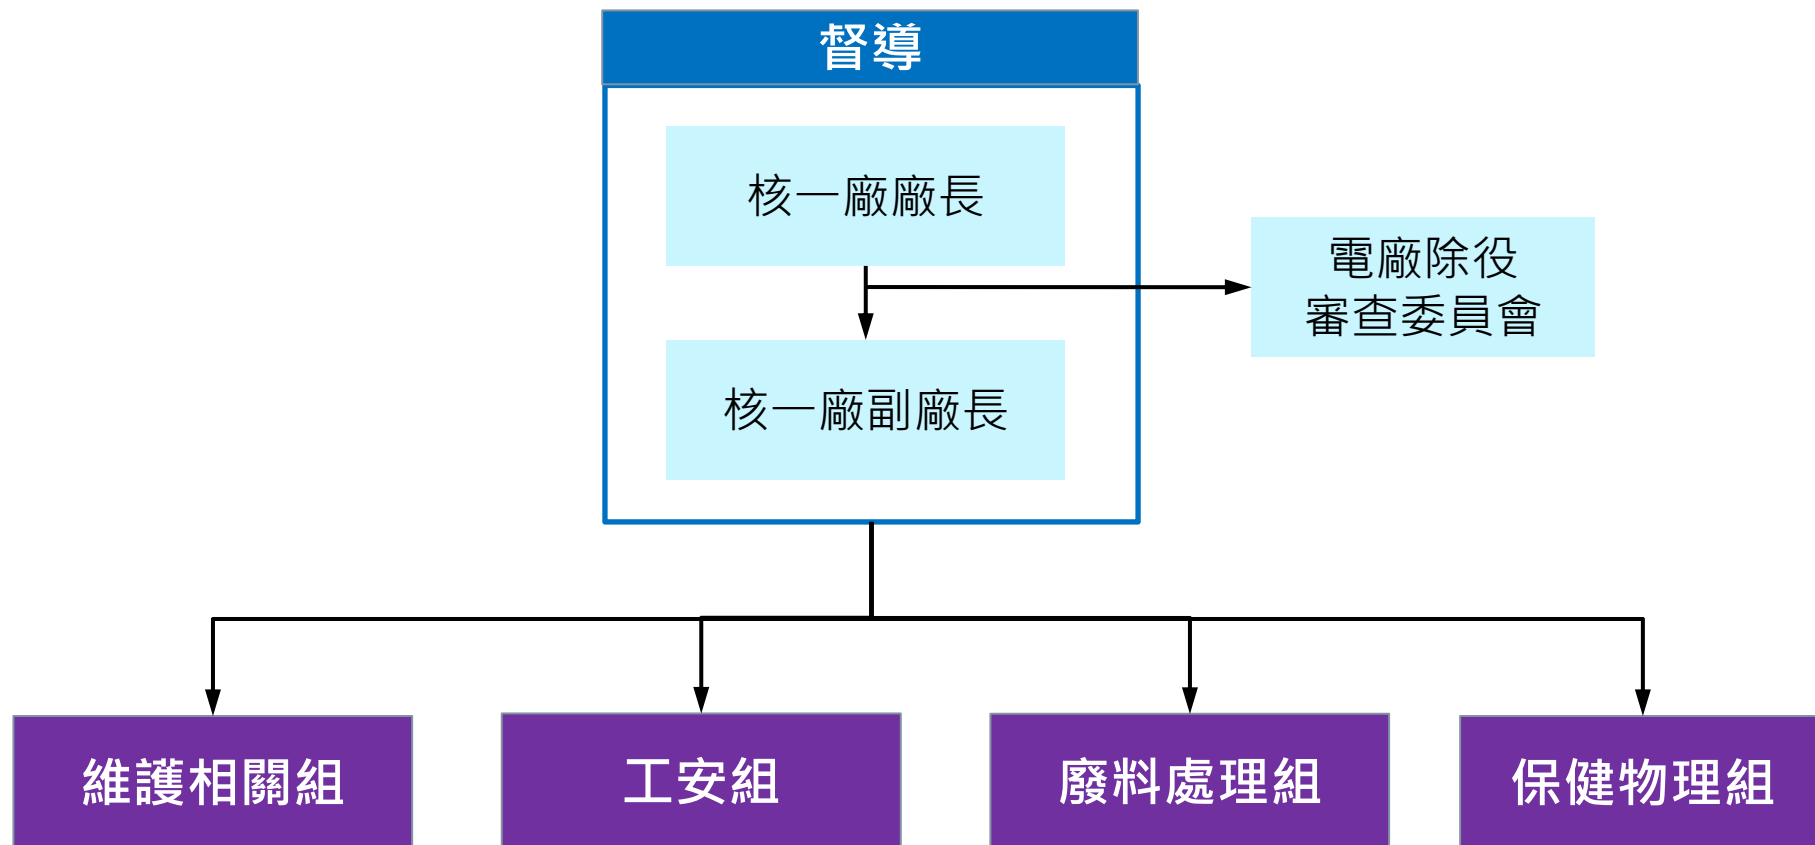 督導
核一廠廠長
電廠除役
審查委員會
核一廠副廠長
維護相關組
工安組
廢料處理組
保健物理組